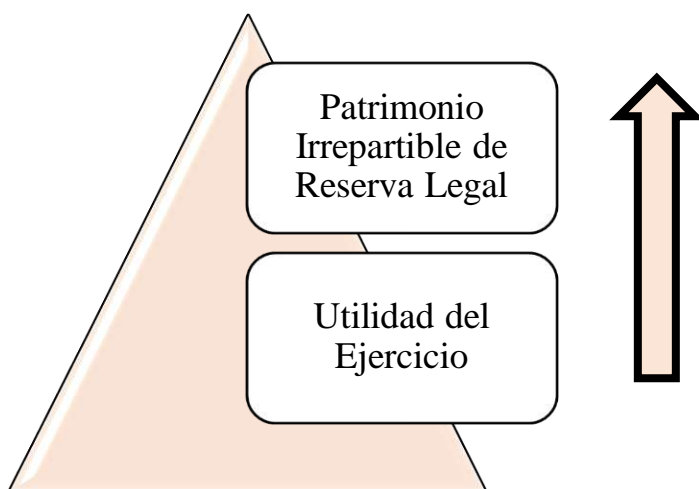 Patrimonio
Irrepartible de
Reserva Legal
Utilidad del
Ejercicio